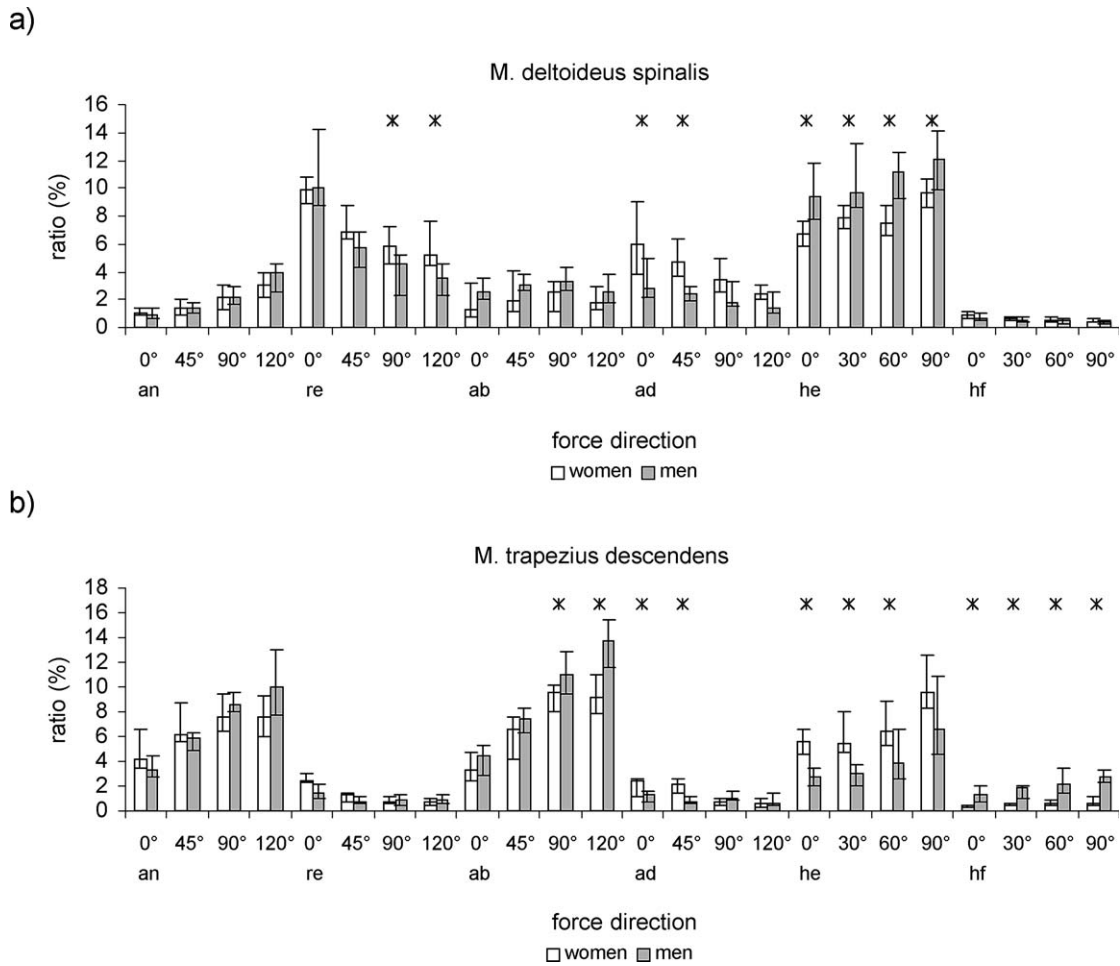 a)
M. deltoideus spinalis
16
14
12
10
8
6
4
2
0
ratio (%)
* * * * * * * *
0° 45° 90° 120° 0° 45° 90° 120° 0° 45° 90° 120° 0° 45° 90° 120° 0° 30° 60° 90° 0° 30° 60° 90°
an re ab ad he hf
force direction
women men
b)
M. trapezius descendens
18
16
14
12
10
8
6
4
2
0
ratio (%)
* * * * * * * * * * *
0° 45° 90° 120° 0° 45° 90° 120° 0° 45° 90° 120° 0° 45° 90° 120° 0° 30° 60° 90° 0° 30° 60° 90°
an re ab ad he hf
force direction
women men